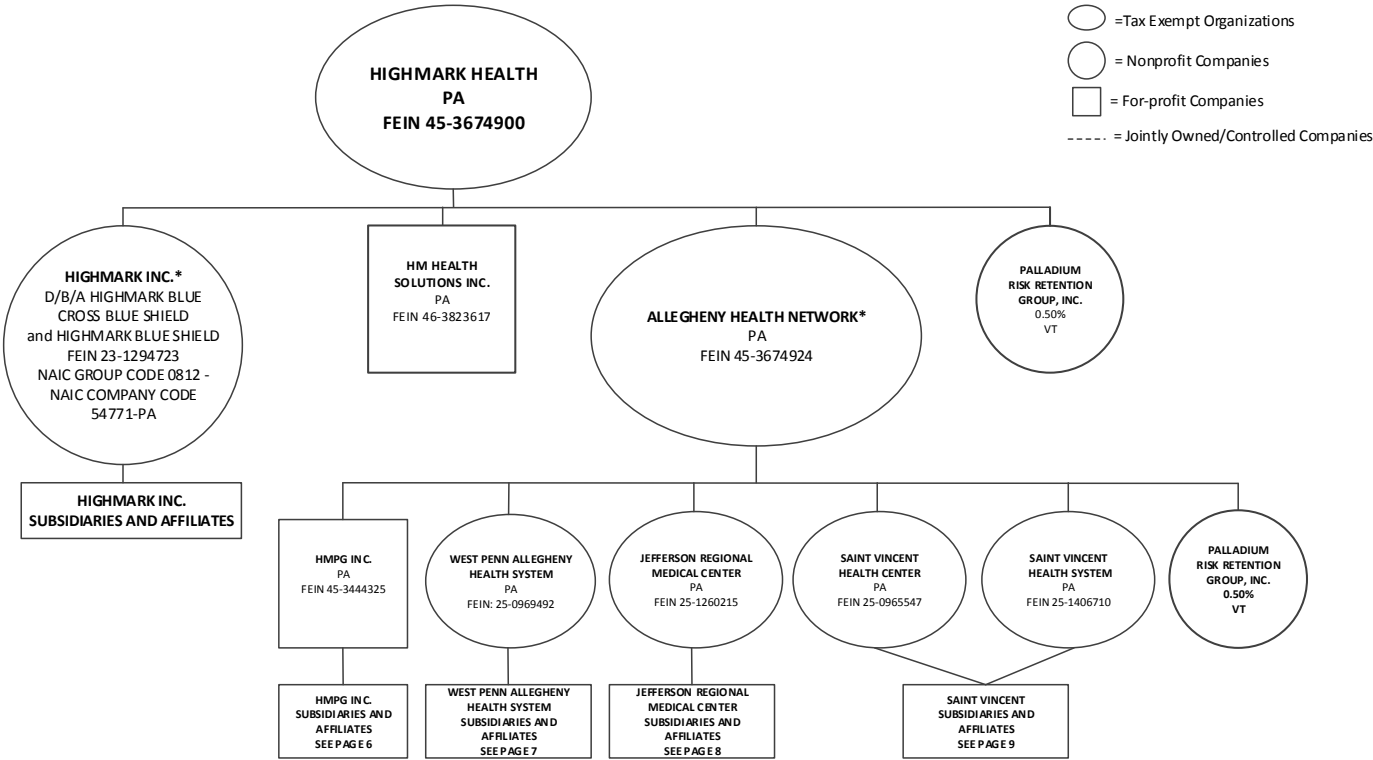 =Tax Exempt Organizations
= Nonprofit Companies
= For-profit Companies
= Jointly Owned/Controlled Companies
HIGHMARK HEALTH
PA
FEIN 45-3674900
HIGHMARK INC.*
D/B/A HIGHMARK BLUE
CROSS BLUE SHIELD
and HIGHMARK BLUE SHIELD
FEIN 23-1294723
NAIC GROUP CODE 0812 -
NAIC COMPANY CODE
54771-PA
HM HEALTH
SOLUTIONS INC.
PA
FEIN 46-3823617
ALLEGHENY HEALTH NETWORK*
PA
FEIN 45-3674924
PALLADIUM
RISK RETENTION
GROUP, INC.
0.50%
VT
HIGHMARK INC.
SUBSIDIARIES AND AFFILIATES
HMPG INC.
PA
FEIN 45-3444325
WEST PENN ALLEGHENY
HEALTH SYSTEM
PA
FEIN: 25-0969492
JEFFERSON REGIONAL
MEDICAL CENTER
PA
FEIN 25-1260215
SAINT VINCENT
HEALTH CENTER
PA
FEIN 25-0965547
SAINT VINCENT
HEALTH SYSTEM
PA
FEIN 25-1406710
PALLADIUM
RISK RETENTION
GROUP, INC.
0.50%
VT
HMPG INC.
SUBSIDIARIES AND
AFFILIATES
SEE PAGE 6
WEST PENN ALLEGHENY
HEALTH SYSTEM
SUBSIDIARIES AND
AFFILIATES
SEE PAGE 7
JEFFERSON REGIONAL
MEDICAL CENTER
SUBSIDIARIES AND
AFFILIATES
SEE PAGE 8
SAINT VINCENT
SUBSIDIARIES AND
AFFILIATES
SEE PAGE 9